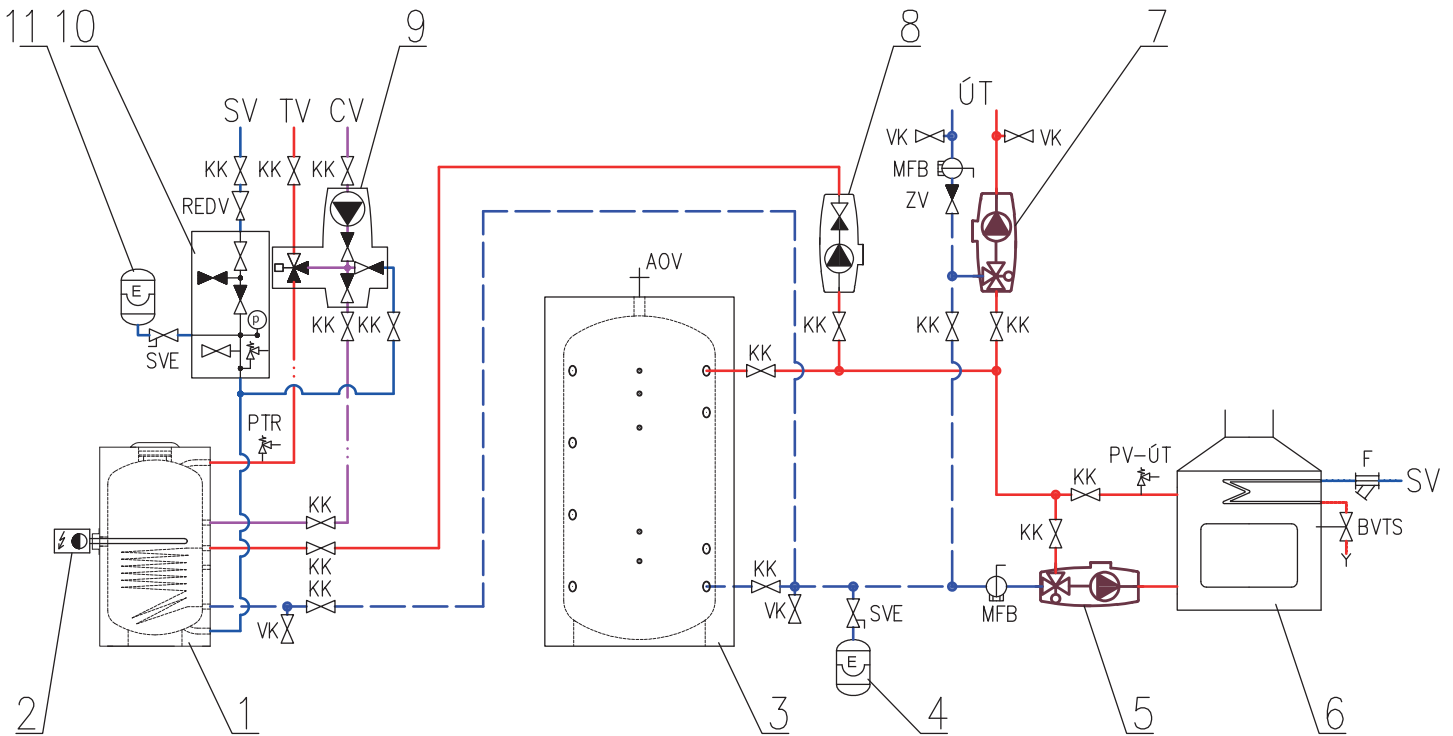 11 10 9 8 7
SV TV CV ÚT
VK VK
KK KK KK MFB
REDV ZV
E AOV
p
KK KK KK KK KK
SVE KK
PTR
PV-ÚT KK F SV
KK KK BVTS
KK
KK KK
VK VK SVE MFB
E
2 1 3 4 5 6